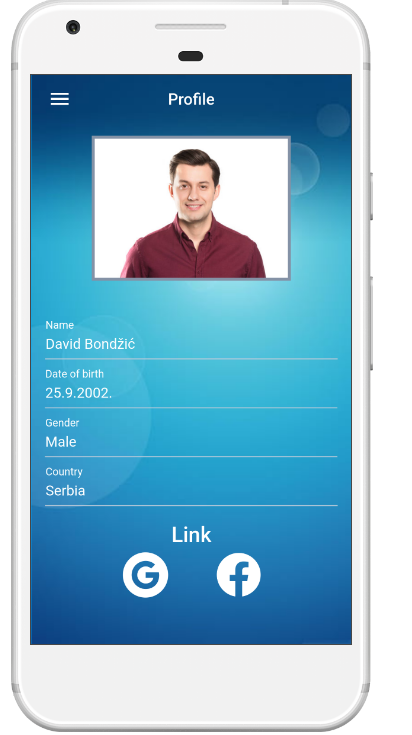 Profile
Name
David Bondžić
Date of birth
25.9.2002.
Gender
Male
Country
Serbia
Link